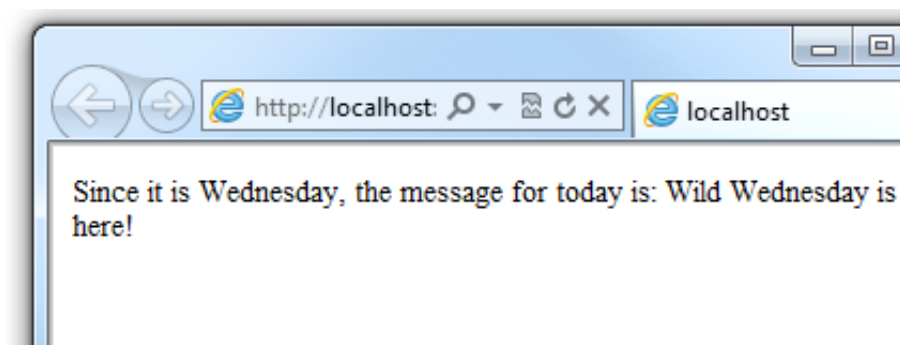 http://localhost:
localhost
Since it is Wednesday, the message for today is: Wild Wednesday is
here!